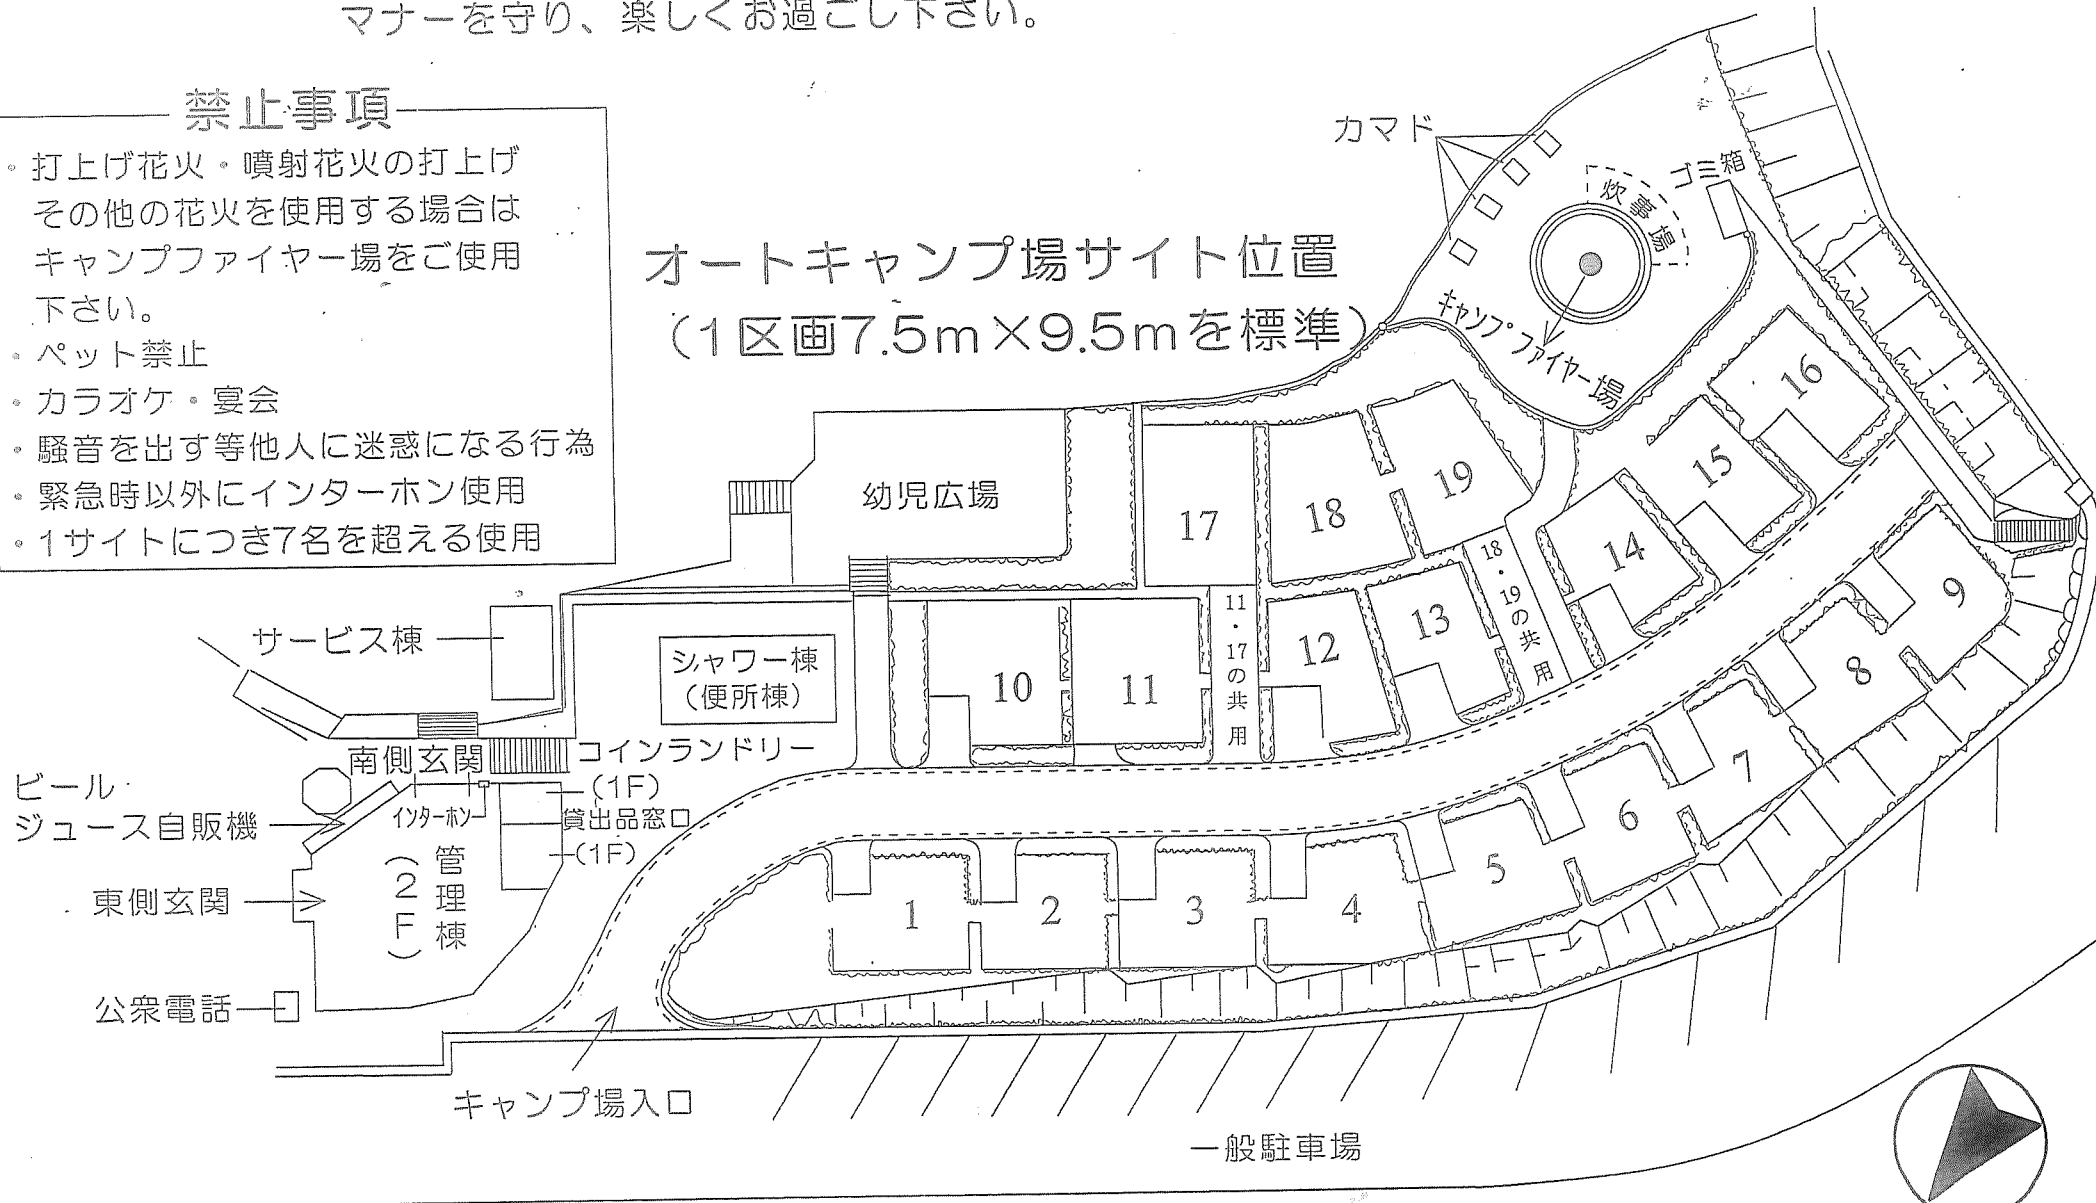 マナーを守り、楽しくお過ごし下さい。
禁止事項
・打上げ花火・噴射花火の打上げ
その他の花火を使用する場合は
キャンプファイヤー場をご使用
下さい。
・ペット禁止
・カラオケ・宴会
・騒音を出す等他人に迷惑になる行為
・緊急時以外にインターホン使用
・1サイトにつき7名を超える使用
オートキャンプ場サイト位置
（1区画7.5m×9.5mを標準）
カマド
ゴミ箱
炊事場
キャンプファイヤー場
幼児広場
17
18
19
16
15
14
18・19の共用
11・17の共用
12
13
10
11
9
8
7
6
5
4
3
2
1
サービス棟
シャワー棟
（便所棟）
南側玄関
コインランドリー
（1F）
インターホン
貸出品窓口
（1F）
ビール
ジュース自販機
管理棟
（2F）
東側玄関
公衆電話
キャンプ場入口
一般駐車場